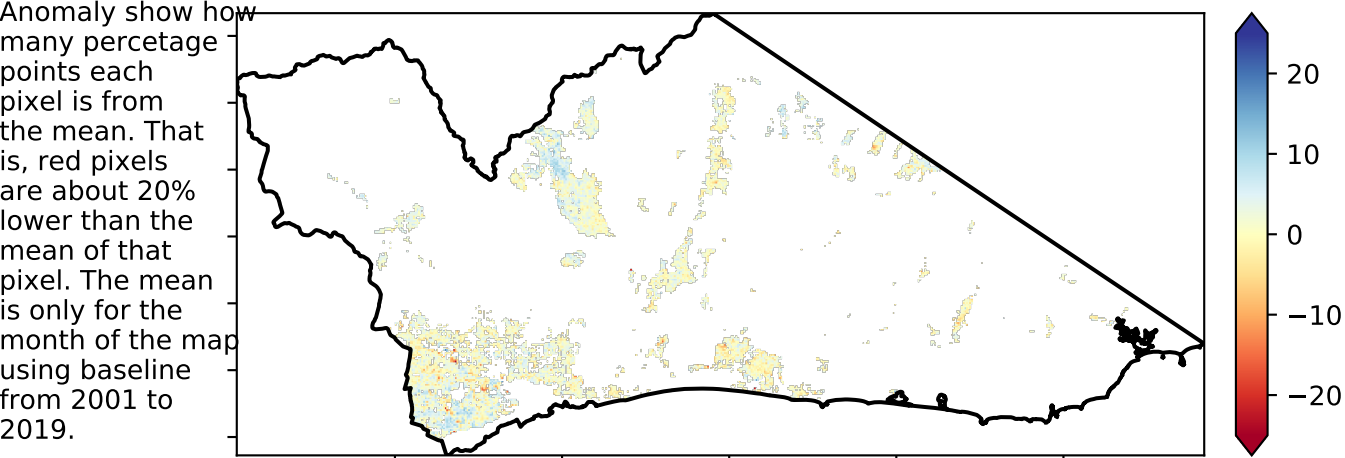 Anomaly show how
many percetage
points each
pixel is from
the mean. That
is, red pixels
are about 20%
lower than the
mean of that
pixel. The mean
is only for the
month of the map
using baseline
from 2001 to
2019.
20
10
0
−10
−20